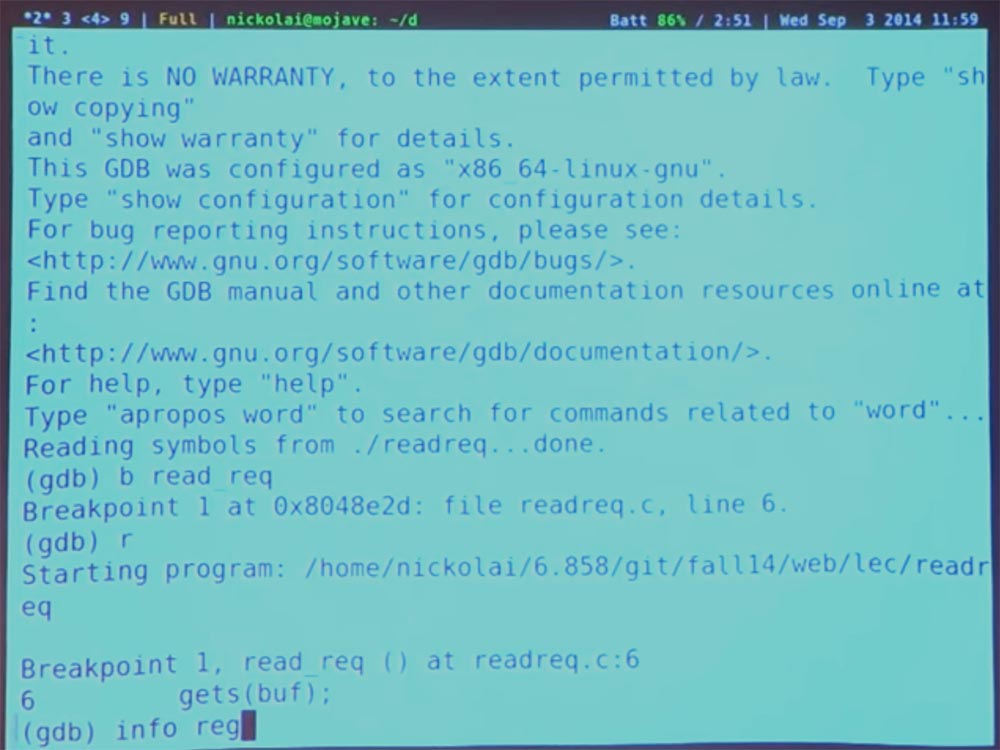 *2* 3 <4> 9 | Full | nickolai@mojave: ~/d Batt 86% / 2:51 | Wed Sep 3 2014 11:59
it.
There is NO WARRANTY, to the extent permitted by law. Type "sh
ow copying"
and "show warranty" for details.
This GDB was configured as "x86_64-linux-gnu".
Type "show configuration" for configuration details.
For bug reporting instructions, please see:
<http://www.gnu.org/software/gdb/bugs/>.
Find the GDB manual and other documentation resources online at
:
<http://www.gnu.org/software/gdb/documentation/>.
For help, type "help".
Type "apropos word" to search for commands related to "word"...
Reading symbols from ./readreq...done.
(gdb) b read_req
Breakpoint 1 at 0x8048e2d: file readreq.c, line 6.
(gdb) r
Starting program: /home/nickolai/6.858/git/fall14/web/lec/readr
eq
Breakpoint 1, read_req () at readreq.c:6
6 gets(buf);
(gdb) info reg